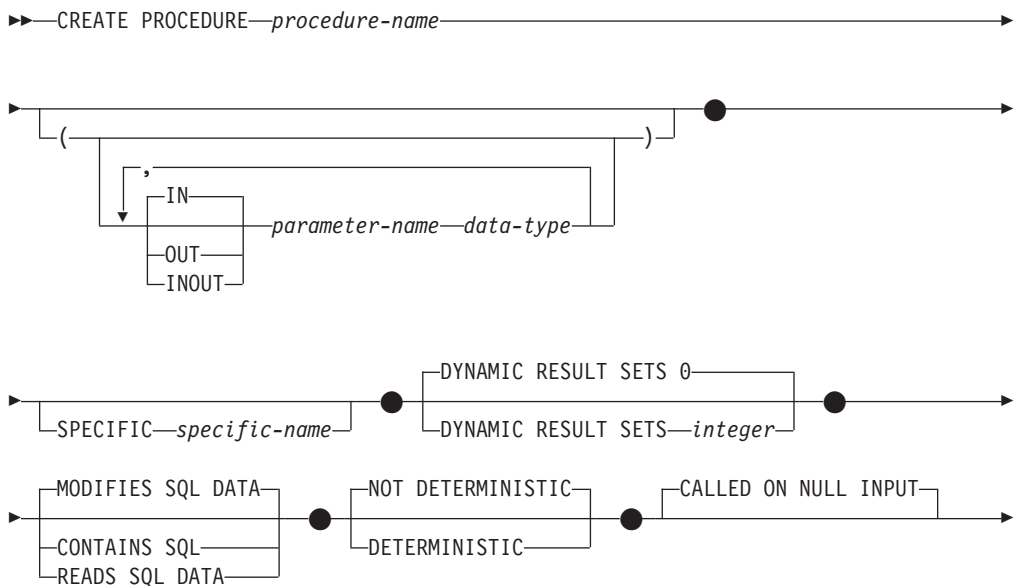 CREATE PROCEDURE procedure-name
( )
,
IN
parameter-name data-type
OUT
INOUT
DYNAMIC RESULT SETS 0
SPECIFIC specific-name DYNAMIC RESULT SETS integer
MODIFIES SQL DATA NOT DETERMINISTIC CALLED ON NULL INPUT
CONTAINS SQL DETERMINISTIC
READS SQL DATA